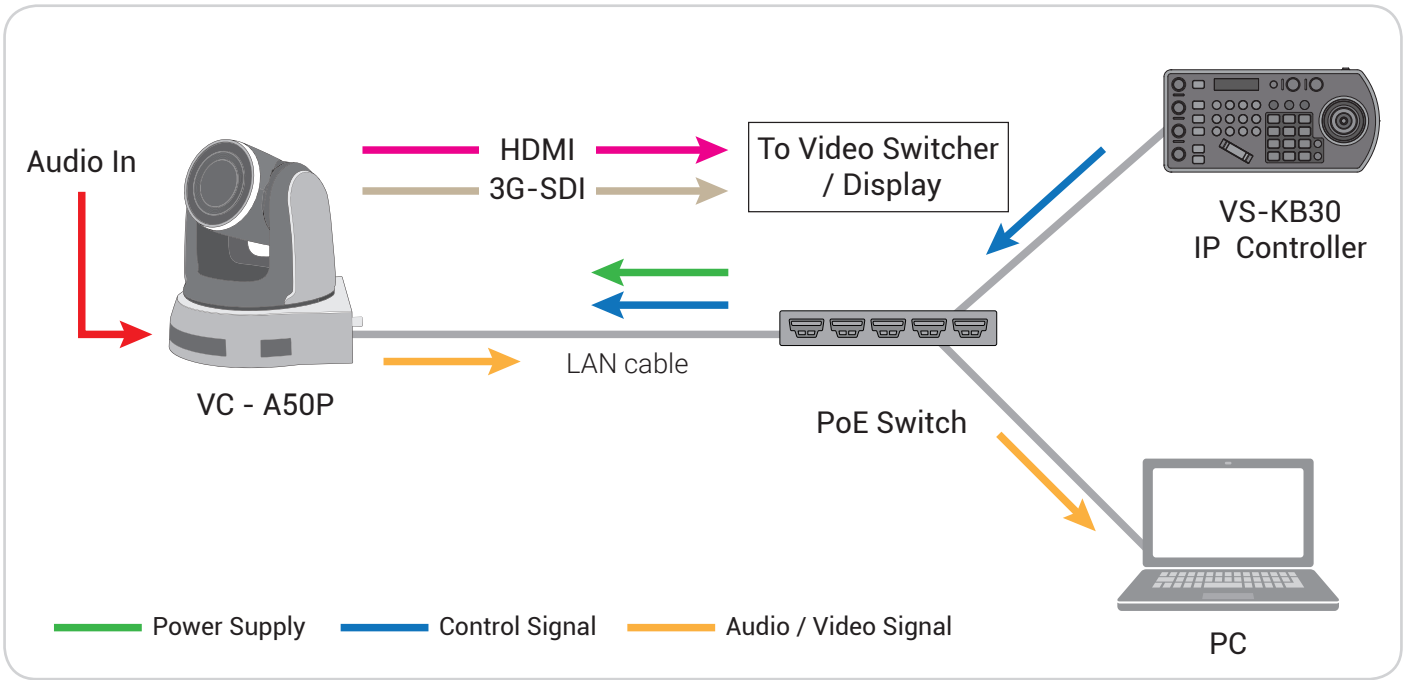 Audio In
HDMI
3G-SDI
To Video Switcher
/ Display
VS-KB30
IP Controller
LAN cable
VC - A50P
PoE Switch
Power Supply
Control Signal
Audio / Video Signal
PC